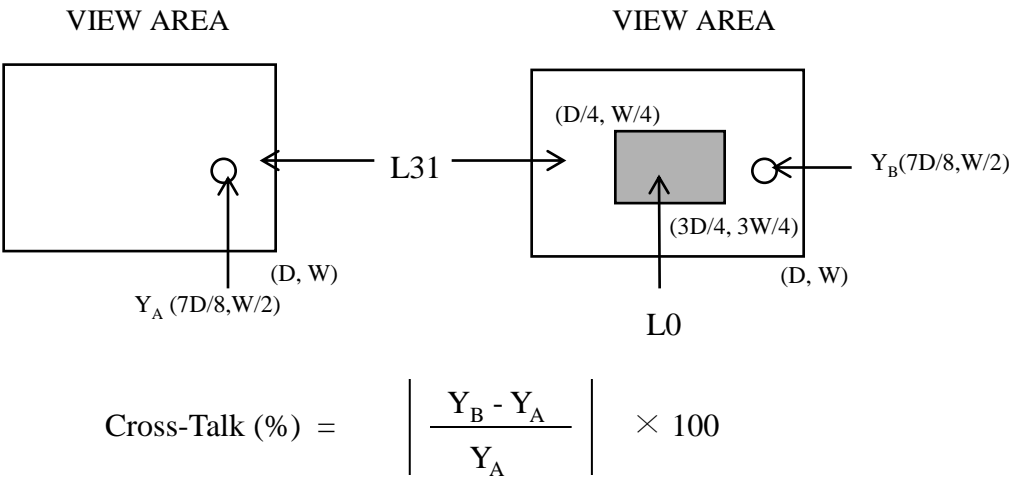 VIEW AREA
VIEW AREA
(D/4, W/4)
L31
Y_B(7D/8,W/2)
(3D/4, 3W/4)
(D, W)
(D, W)
Y_A (7D/8,W/2)
L0
Cross-Talk (%) = | (Y_B - Y_A) / Y_A | × 100